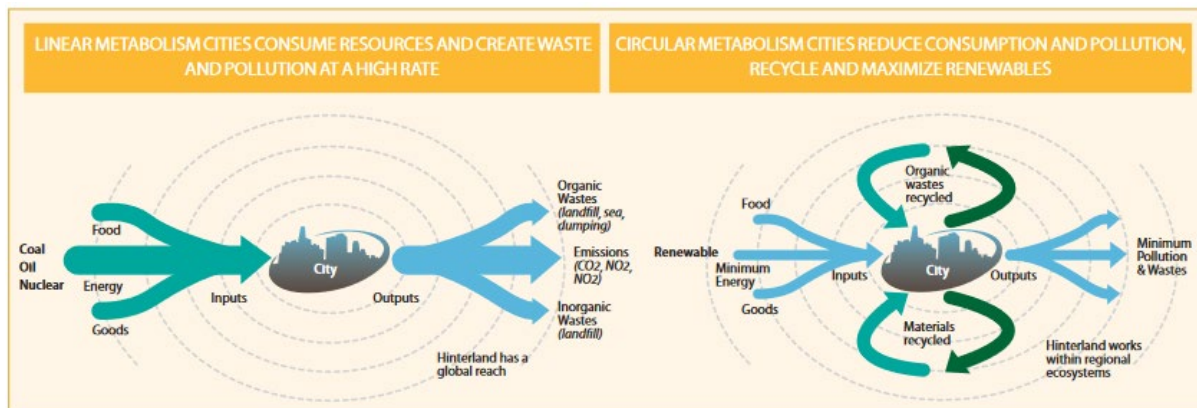 LINEAR METABOLISM CITIES CONSUME RESOURCES AND CREATE WASTE
AND POLLUTION AT A HIGH RATE
Coal
Oil
Nuclear
Food
Energy
Goods
Inputs
City
Outputs
Organic
Wastes
(landfill, sea,
dumping)
Emissions
(CO2, NO2,
NO2)
Inorganic
Wastes
(landfill)
Hinterland has a
global reach
CIRCULAR METABOLISM CITIES REDUCE CONSUMPTION AND POLLUTION,
RECYCLE AND MAXIMIZE RENEWABLES
Renewable
Food
Minimum
Energy
Goods
Inputs
Organic
wastes
recycled
City
Materials
recycled
Outputs
Minimum
Pollution
& Wastes
Hinterland works
within regional
ecosystems